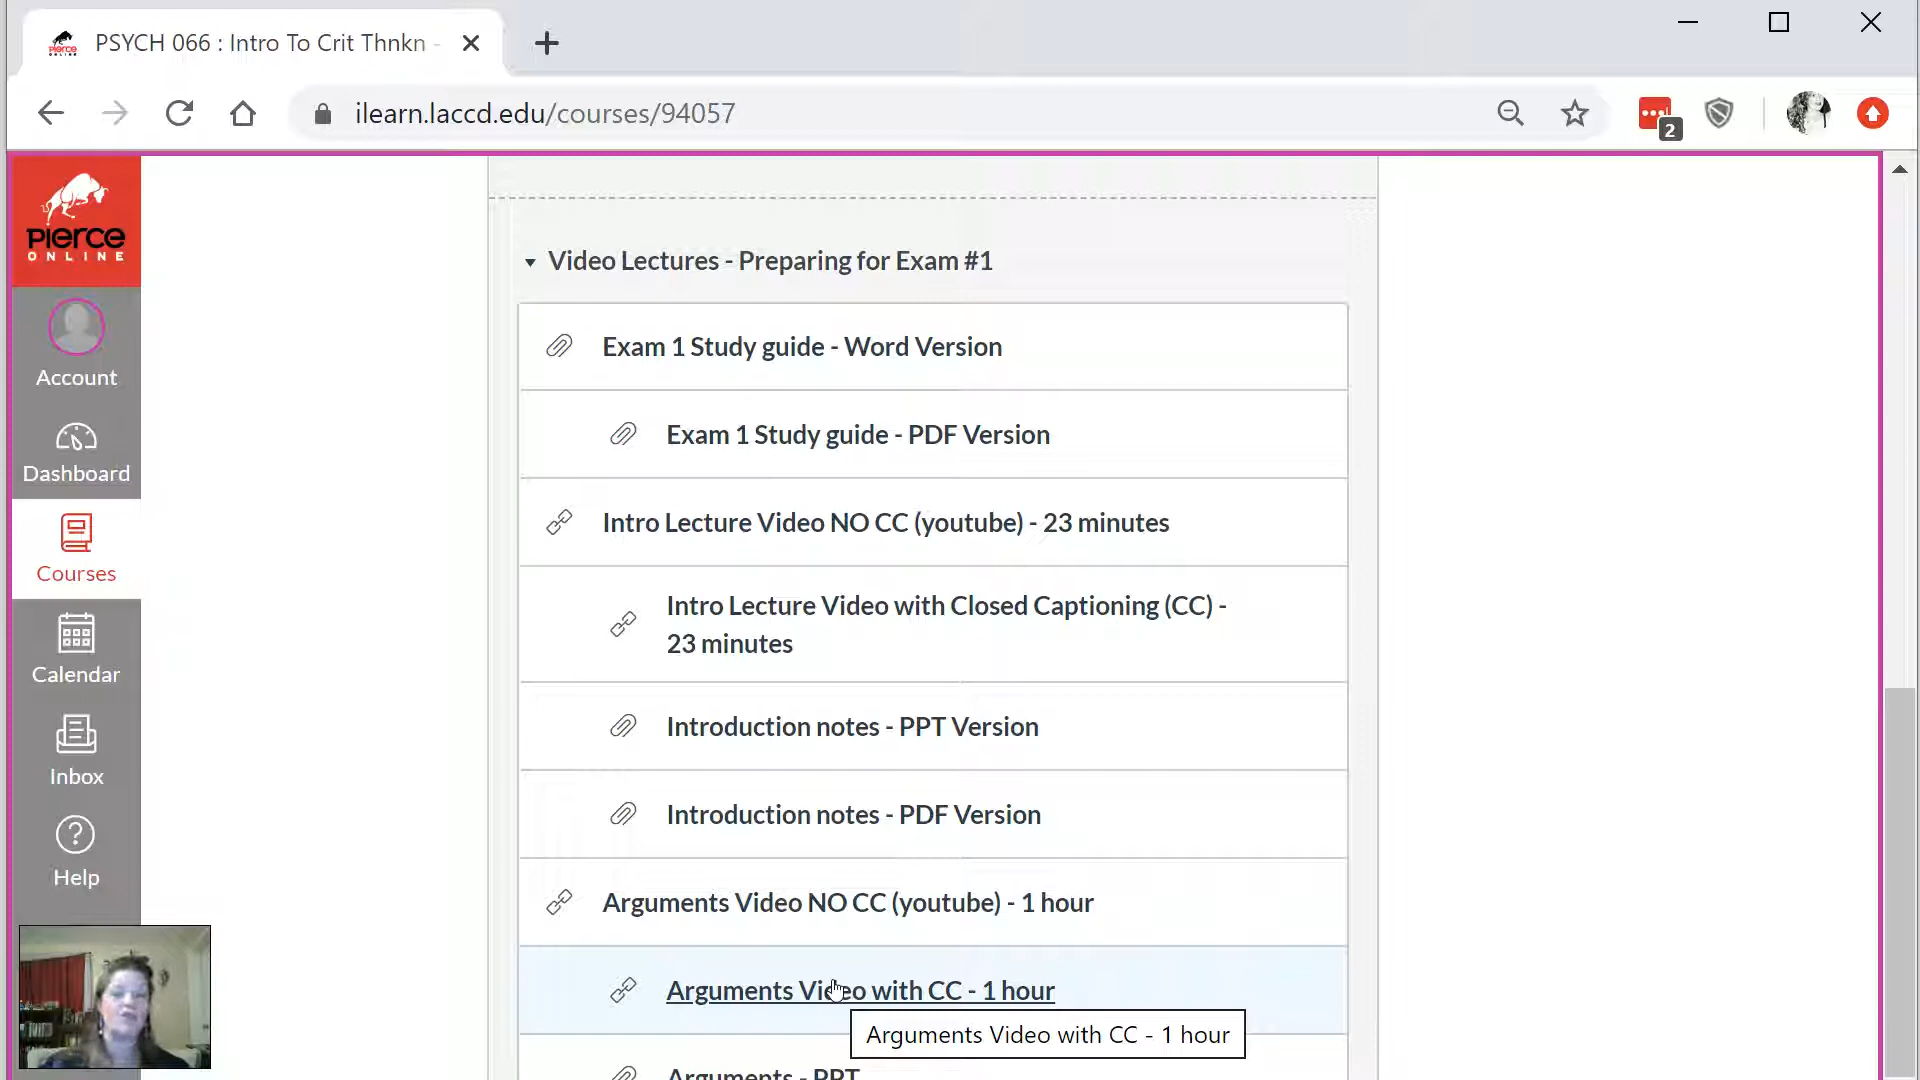 PSYCH 066 : Intro To Crit Thnkn -
ilearn.laccd.edu/courses/94057
2
PIERCE
ONLINE
Account
Dashboard
Courses
Calendar
Inbox
Help
Video Lectures - Preparing for Exam #1
Exam 1 Study guide - Word Version
Exam 1 Study guide - PDF Version
Intro Lecture Video NO CC (youtube) - 23 minutes
Intro Lecture Video with Closed Captioning (CC) -
23 minutes
Introduction notes - PPT Version
Introduction notes - PDF Version
Arguments Video NO CC (youtube) - 1 hour
Arguments Video with CC - 1 hour
Arguments Video with CC - 1 hour
Arguments - PPT